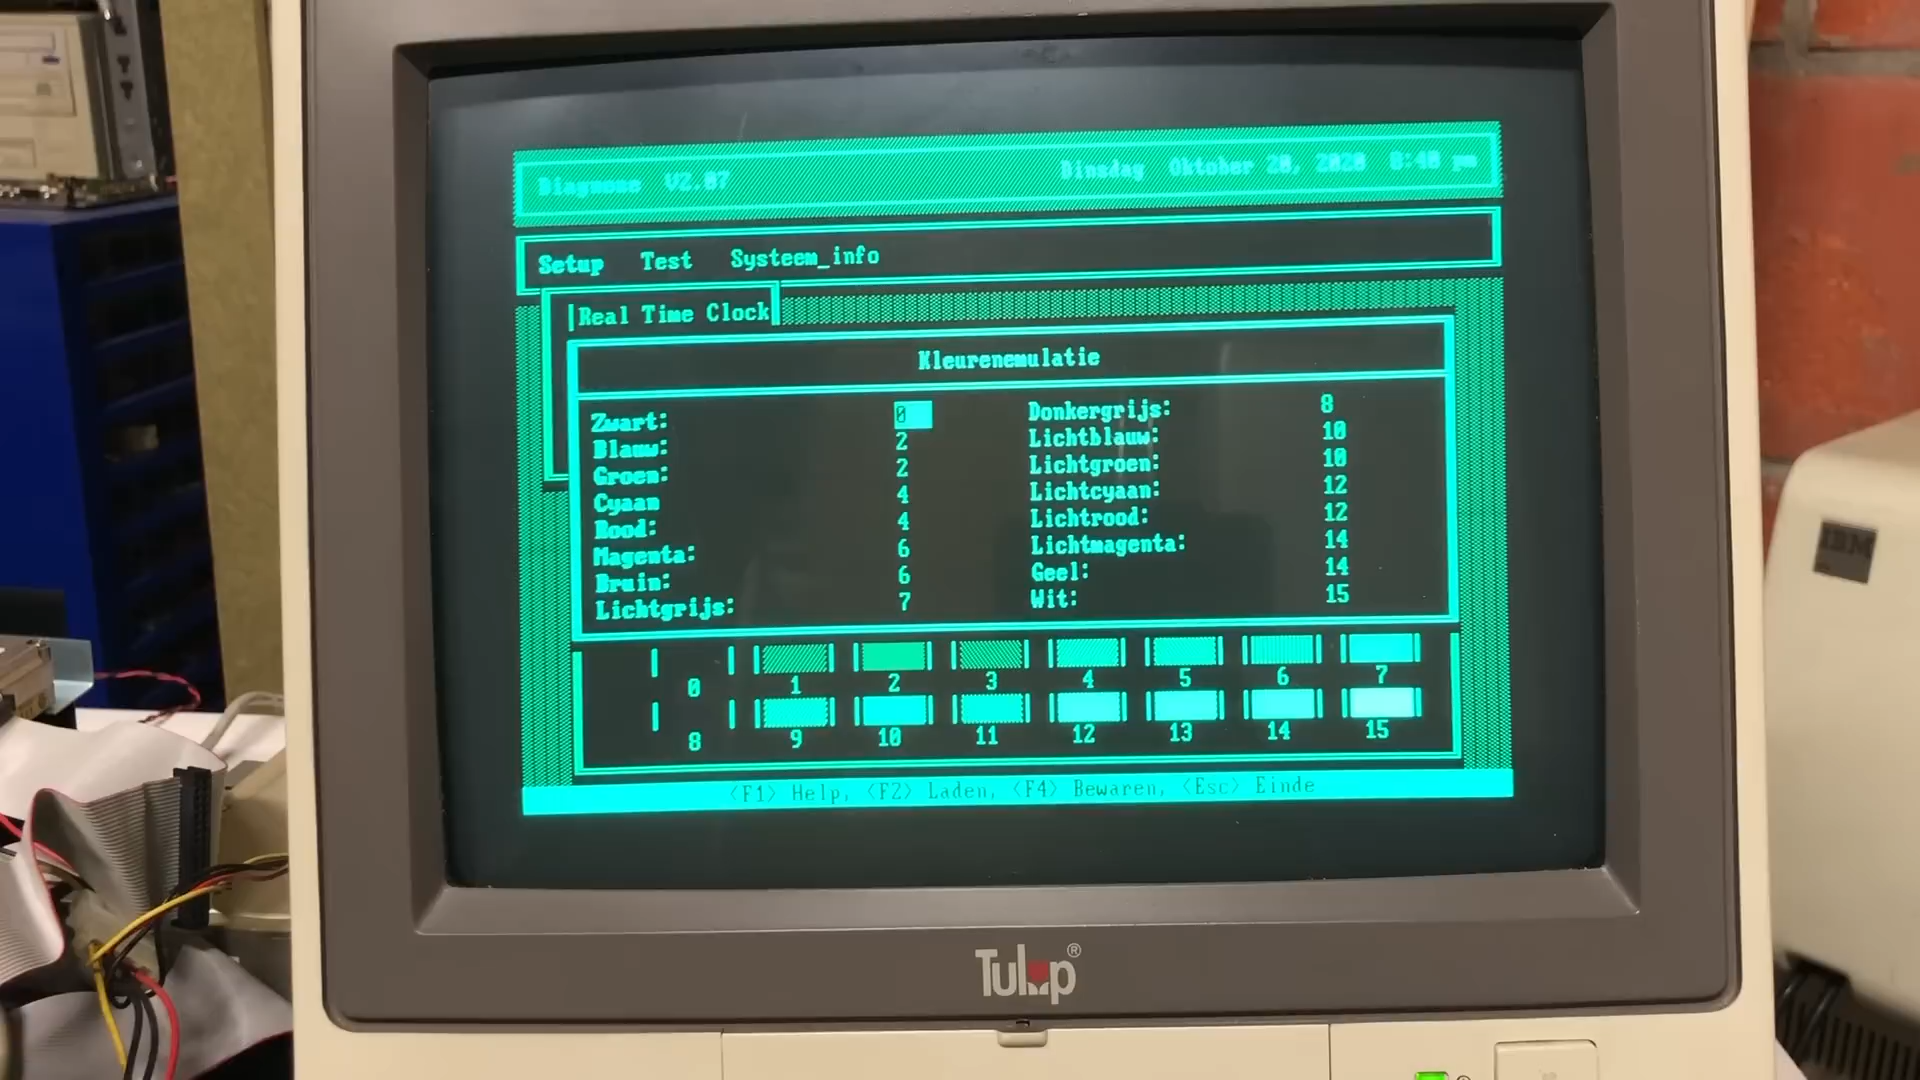 Diagnose V2.07 Dinsdag Oktober 20, 2020 8:40 pm
Setup Test Systeem_info
Real Time Clock
Kleurenemulatie
Zwart: 0 Donkergrijs: 8
Blauw: 2 Lichtblauw: 10
Groen: 2 Lichtgroen: 10
Cyaan 4 Lichtcyaan: 12
Rood: 4 Lichtrood: 12
Magenta: 6 Lichtmagenta: 14
Bruin: 6 Geel: 14
Lichtgrijs: 7 Wit: 15
0 1 2 3 4 5 6 7
8 9 10 11 12 13 14 15
<F1> Help, <F2> Laden, <F4> Bewaren, <Esc> Einde
Tulip®
IBM